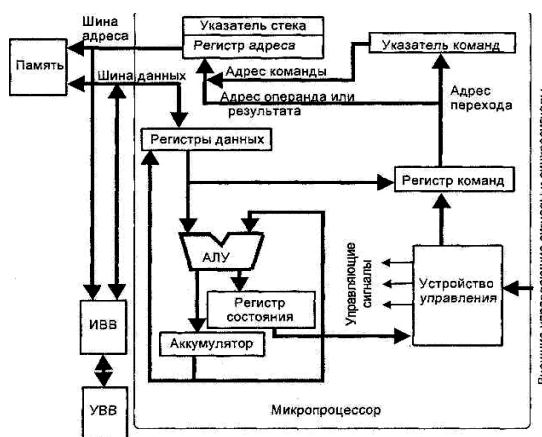 Шина
адреса
Указатель стека
Регистр адреса
Указатель команд
Память
Шина данных
Адрес команды
Адрес операнда или
результата
Адрес
перехода
Регистры данных
Регистр команд
АЛУ
Управляющие
сигналы
Устройство
управления
Регистр
состояния
Аккумулятор
ИВВ
УВВ
Микропроцессор